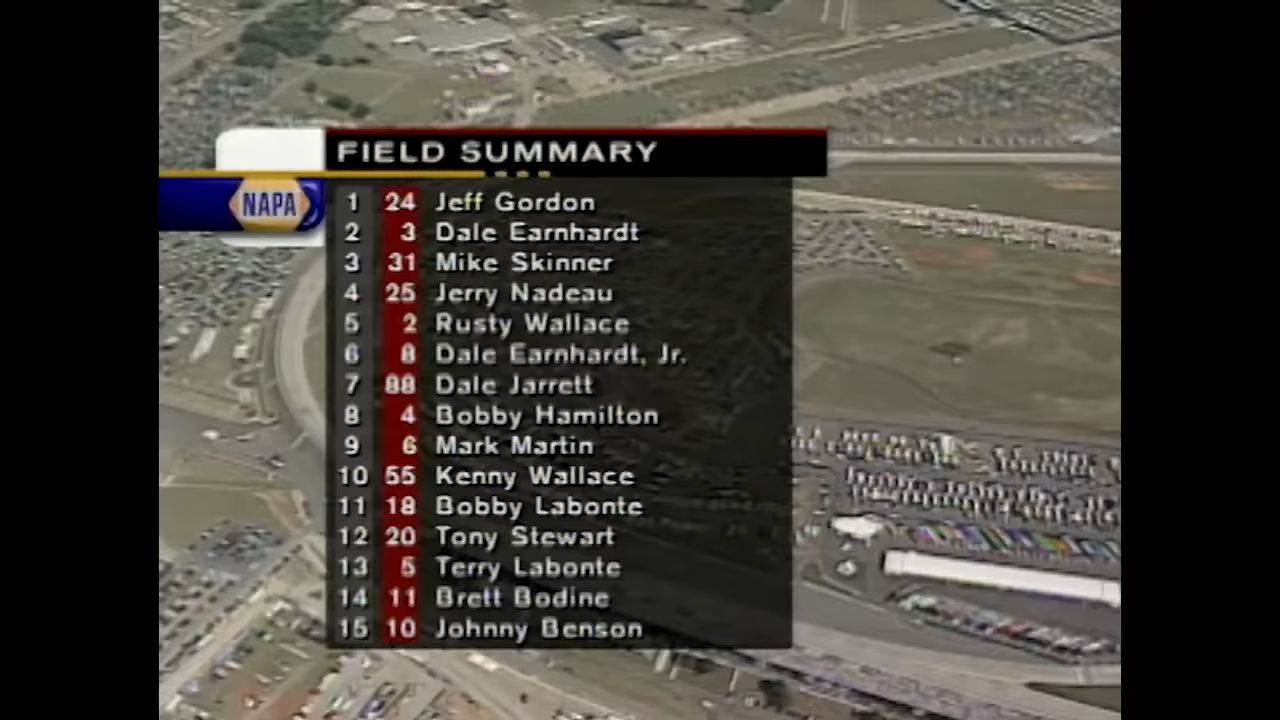 FIELD SUMMARY
NAPA
1 24 Jeff Gordon
2 3 Dale Earnhardt
3 31 Mike Skinner
4 25 Jerry Nadeau
5 2 Rusty Wallace
6 8 Dale Earnhardt, Jr.
7 88 Dale Jarrett
8 4 Bobby Hamilton
9 6 Mark Martin
10 55 Kenny Wallace
11 18 Bobby Labonte
12 20 Tony Stewart
13 5 Terry Labonte
14 11 Brett Bodine
15 10 Johnny Benson